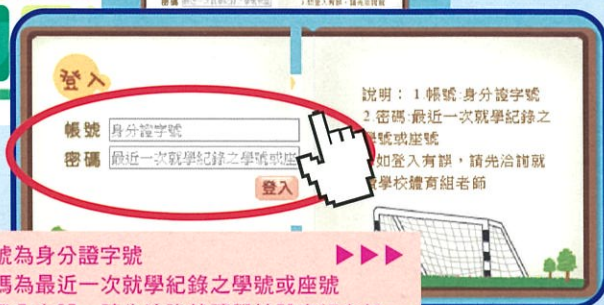 登入
帳號 身分證字號
密碼 最近一次就學紀錄之學號或座
登入
說明： 1.帳號:身分證字號
2.密碼:最近一次就學紀錄之
號或座號
如登入有誤，請先洽詢就
學校體育組老師
號為身分證字號
碼為最近一次就學紀錄之學號或座號